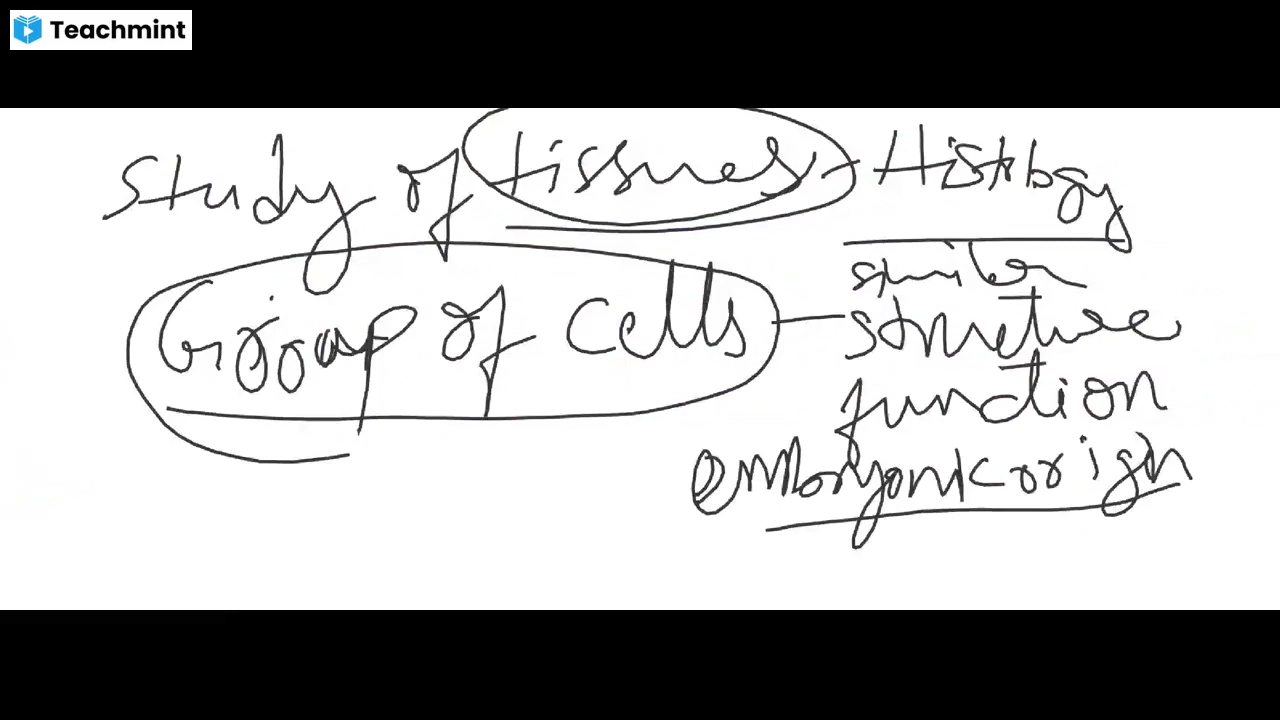 Teachmint
Study of tissues - Histology
similar
Group of cells - structure
function
embryonic origin